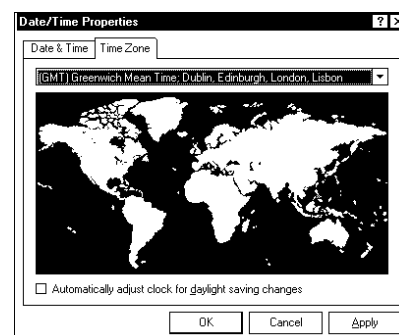 Date/Time Properties
Date & Time Time Zone
(GMT) Greenwich Mean Time; Dublin, Edinburgh, London, Lisbon
Automatically adjust clock for daylight saving changes
OK Cancel Apply